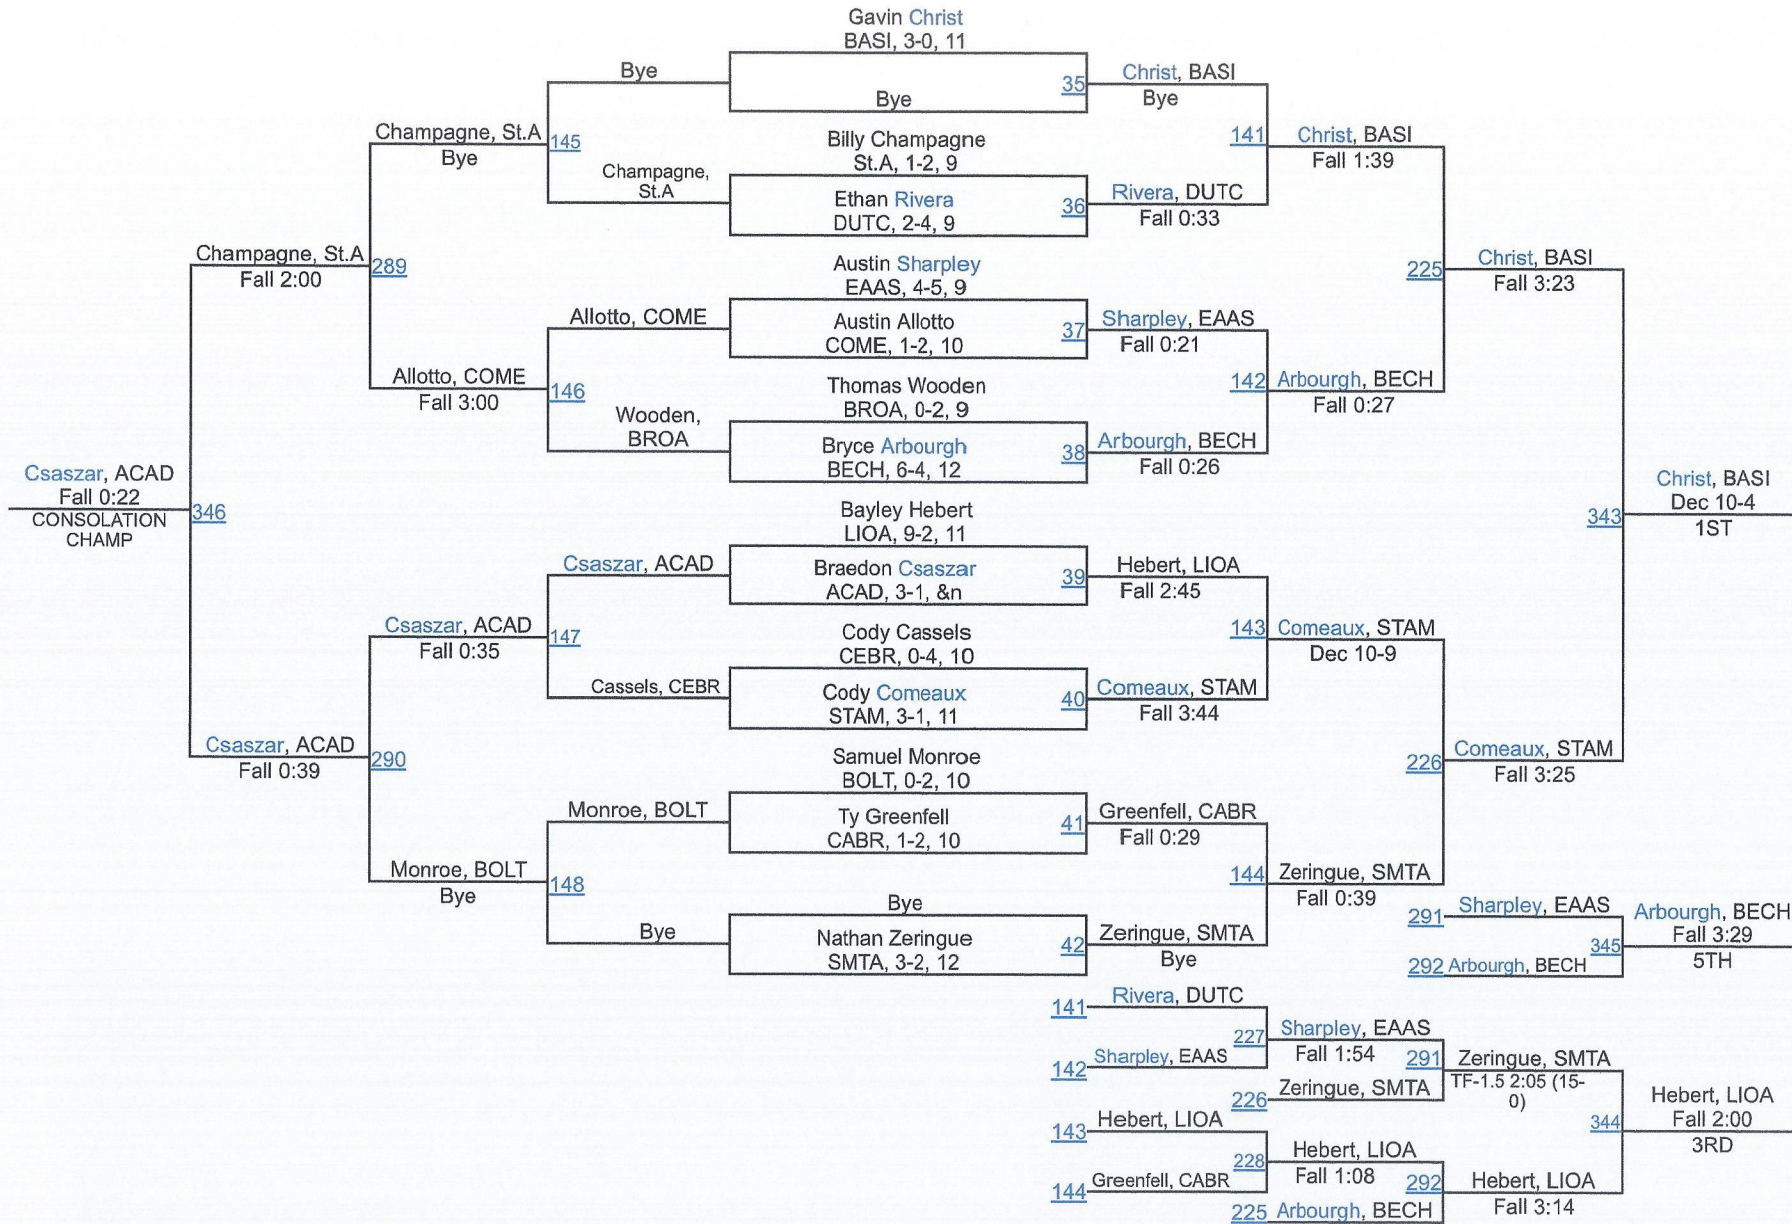 Gavin Christ
BASI, 3-0, 11
Bye
Bye
35
Christ, BASI
Bye
Champagne, St.A
Bye
145
Billy Champagne
St.A, 1-2, 9
141
Christ, BASI
Fall 1:39
Champagne,
St.A
Ethan Rivera
DUTC, 2-4, 9
36
Rivera, DUTC
Fall 0:33
Champagne, St.A
Fall 2:00
289
Austin Sharpley
EAAS, 4-5, 9
225
Christ, BASI
Fall 3:23
Allotto, COME
Austin Allotto
COME, 1-2, 10
37
Sharpley, EAAS
Fall 0:21
Allotto, COME
Fall 3:00
146
Thomas Wooden
BROA, 0-2, 9
142
Arbourgh, BECH
Fall 0:27
Wooden,
BROA
Bryce Arbourgh
BECH, 6-4, 12
38
Arbourgh, BECH
Fall 0:26
Csaszar, ACAD
Fall 0:22
CONSOLATION
CHAMP
346
Bayley Hebert
LIOA, 9-2, 11
343
Christ, BASI
Dec 10-4
1ST
Csaszar, ACAD
Braedon Csaszar
ACAD, 3-1, &n
39
Hebert, LIOA
Fall 2:45
Csaszar, ACAD
Fall 0:35
147
Cody Cassels
CEBR, 0-4, 10
143
Comeaux, STAM
Dec 10-9
Cassels, CEBR
Cody Comeaux
STAM, 3-1, 11
40
Comeaux, STAM
Fall 3:44
Csaszar, ACAD
Fall 0:39
290
Samuel Monroe
BOLT, 0-2, 10
226
Comeaux, STAM
Fall 3:25
Monroe, BOLT
Ty Greenfell
CABR, 1-2, 10
41
Greenfell, CABR
Fall 0:29
Monroe, BOLT
Bye
148
144
Zeringue, SMTA
Fall 0:39
Bye
Bye
Nathan Zeringue
SMTA, 3-2, 12
42
Zeringue, SMTA
Bye
291
Sharpley, EAAS
345
Arbourgh, BECH
Fall 3:29
5TH
292
Arbourgh, BECH
141
Rivera, DUTC
227
Sharpley, EAAS
Fall 1:54
142
Sharpley, EAAS
291
Zeringue, SMTA
TF-1.5 2:05 (15-
0)
226
Zeringue, SMTA
143
Hebert, LIOA
344
Hebert, LIOA
Fall 2:00
3RD
228
Hebert, LIOA
Fall 1:08
144
Greenfell, CABR
292
Hebert, LIOA
Fall 3:14
225
Arbourgh, BECH